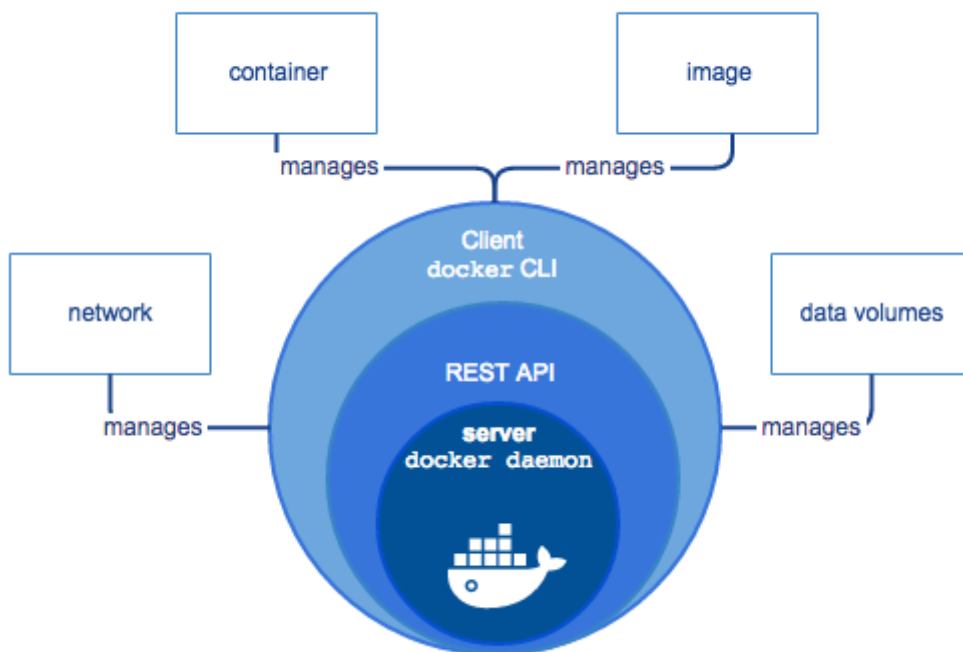 container
image
manages
manages
Client
docker CLI
network
data volumes
REST API
manages
manages
server
docker daemon